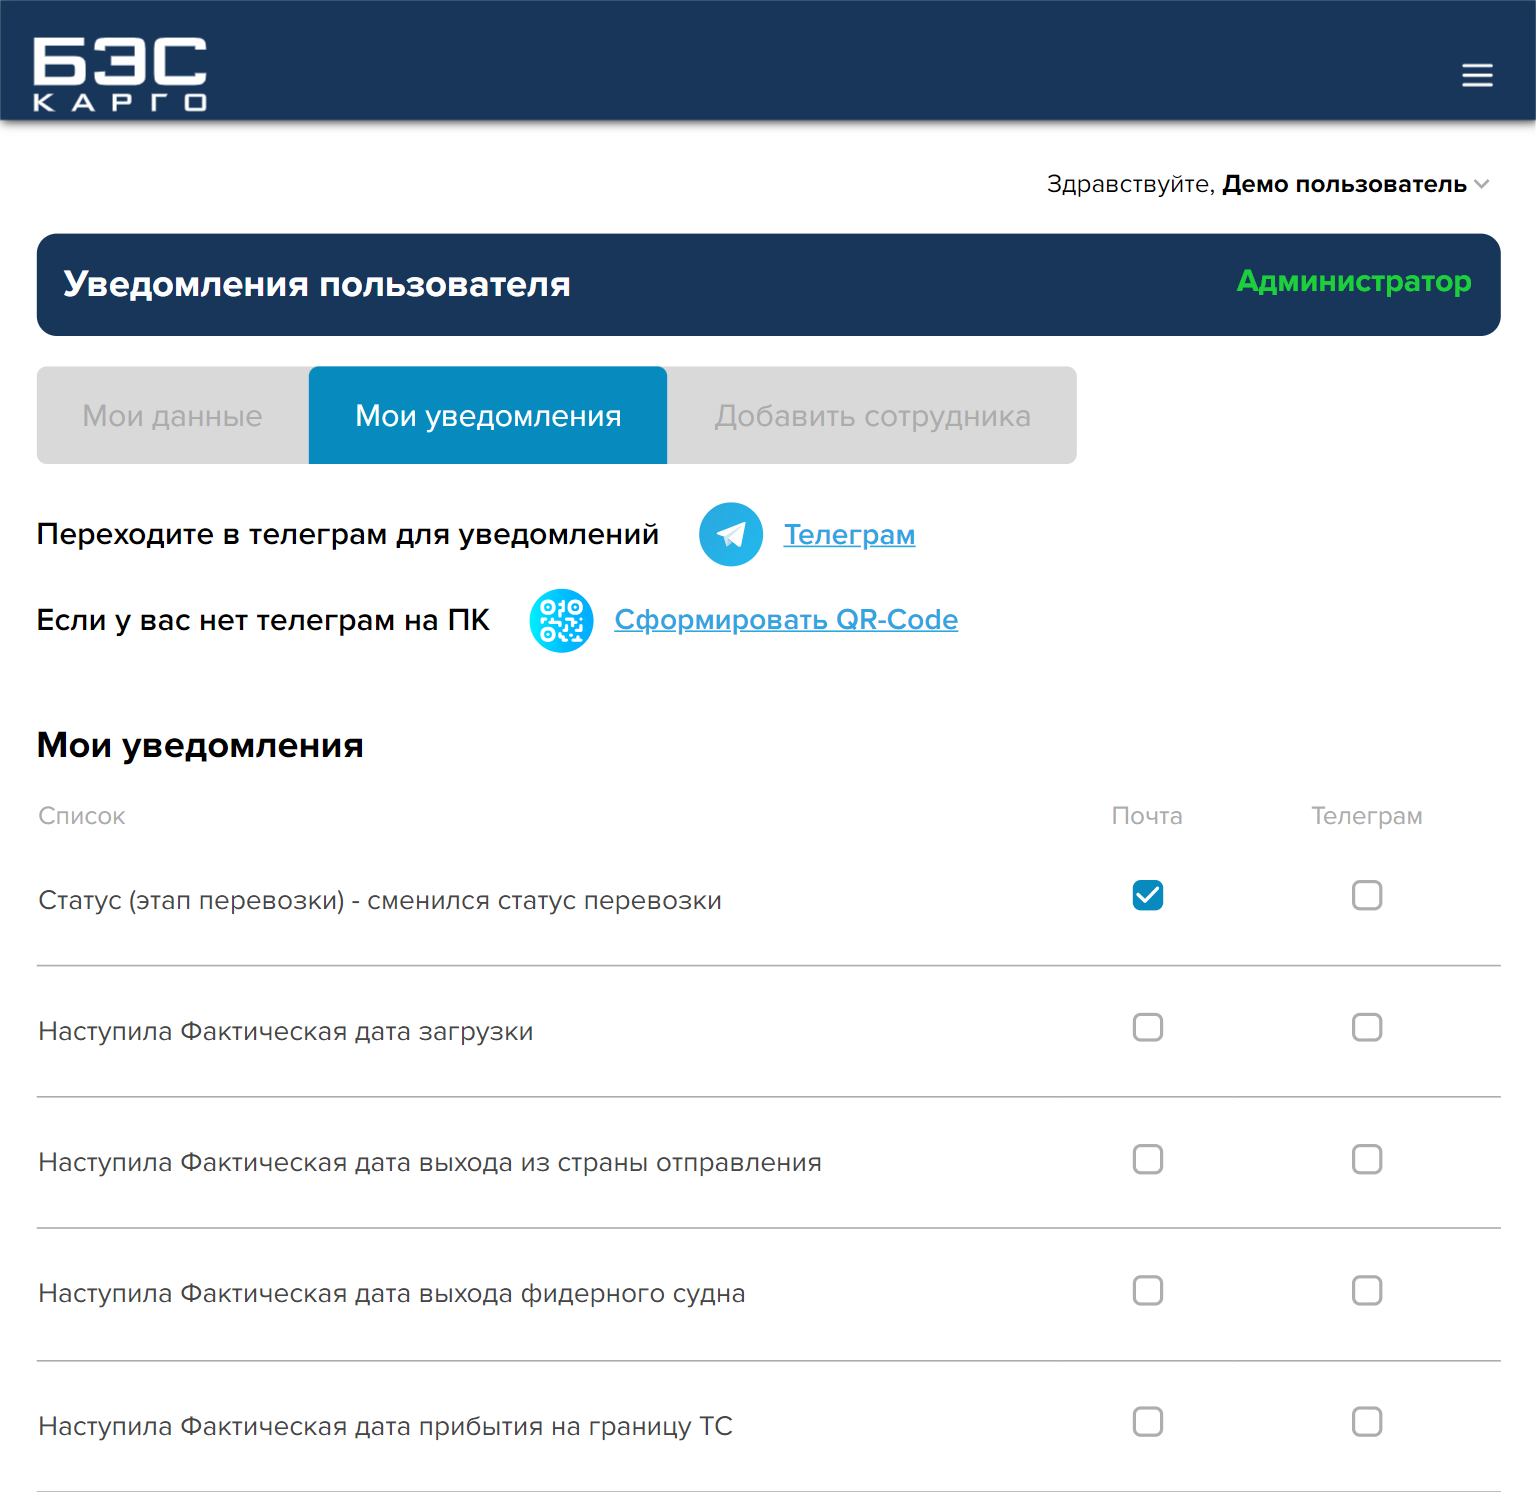 БЭС
КАРГО
Здравствуйте, Демо пользователь
Уведомления пользователя
Администратор
Мои данные
Мои уведомления
Добавить сотрудника
Переходите в телеграм для уведомлений
Телеграм
Если у вас нет телеграм на ПК
Сформировать QR-Code
Мои уведомления
Список
Почта
Телеграм
Статус (этап перевозки) - сменился статус перевозки
Наступила Фактическая дата загрузки
Наступила Фактическая дата выхода из страны отправления
Наступила Фактическая дата выхода фидерного судна
Наступила Фактическая дата прибытия на границу ТС